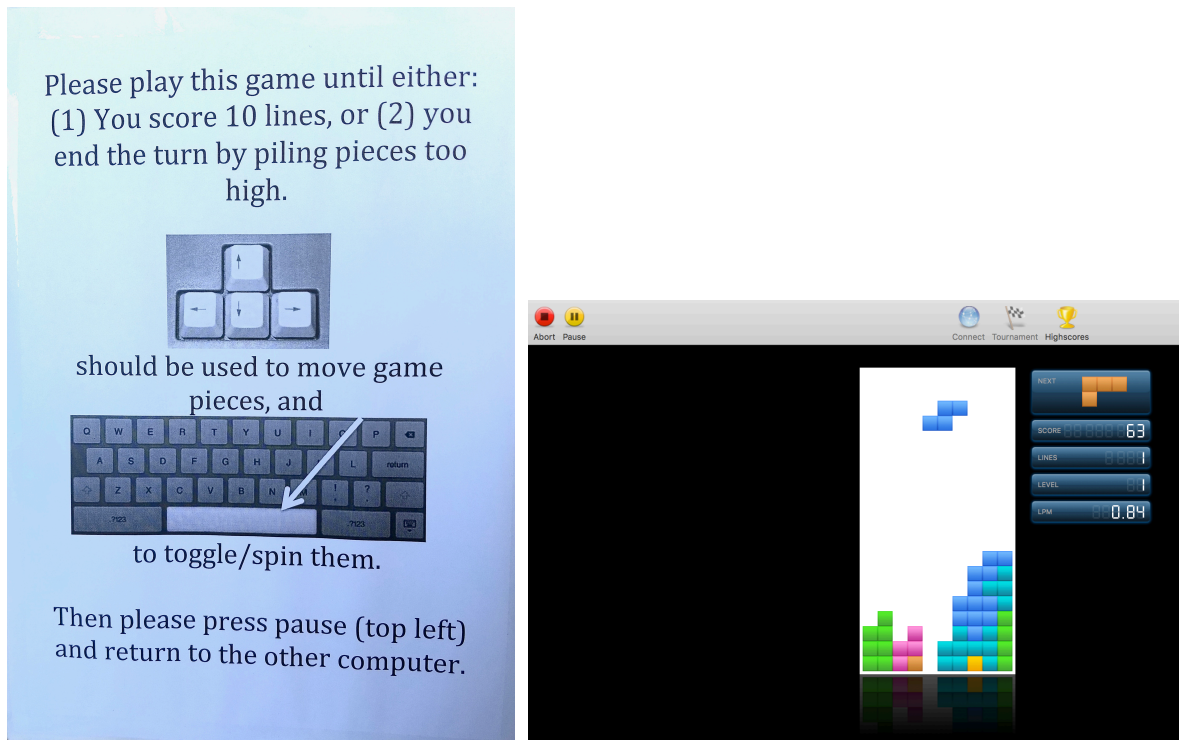 Please play this game until either:
(1) You score 10 lines, or (2) you
end the turn by piling pieces too
high.
should be used to move game
pieces, and
Q W E R T Y U I O P
A S D F G H J L return
Z X C V B N M ! , ? .
.?123 .?123
to toggle/spin them.
Then please press pause (top left)
and return to the other computer.
Abort Pause Connect Tournament Highscores
NEXT
SCORE 63
LINES 1
LEVEL 1
LPM 0.84